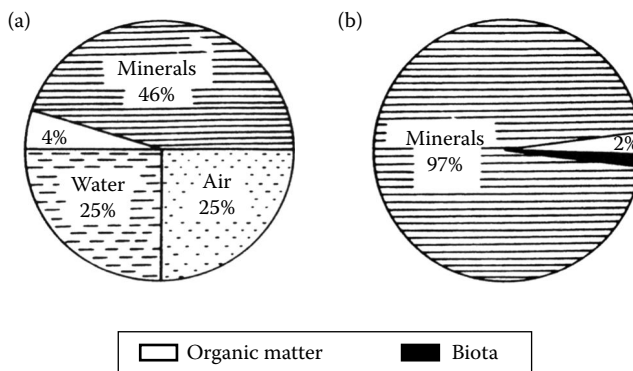 (a)
Minerals
46%
4%
Water
25%
Air
25%
(b)
Minerals
97%
2%
Organic matter
Biota